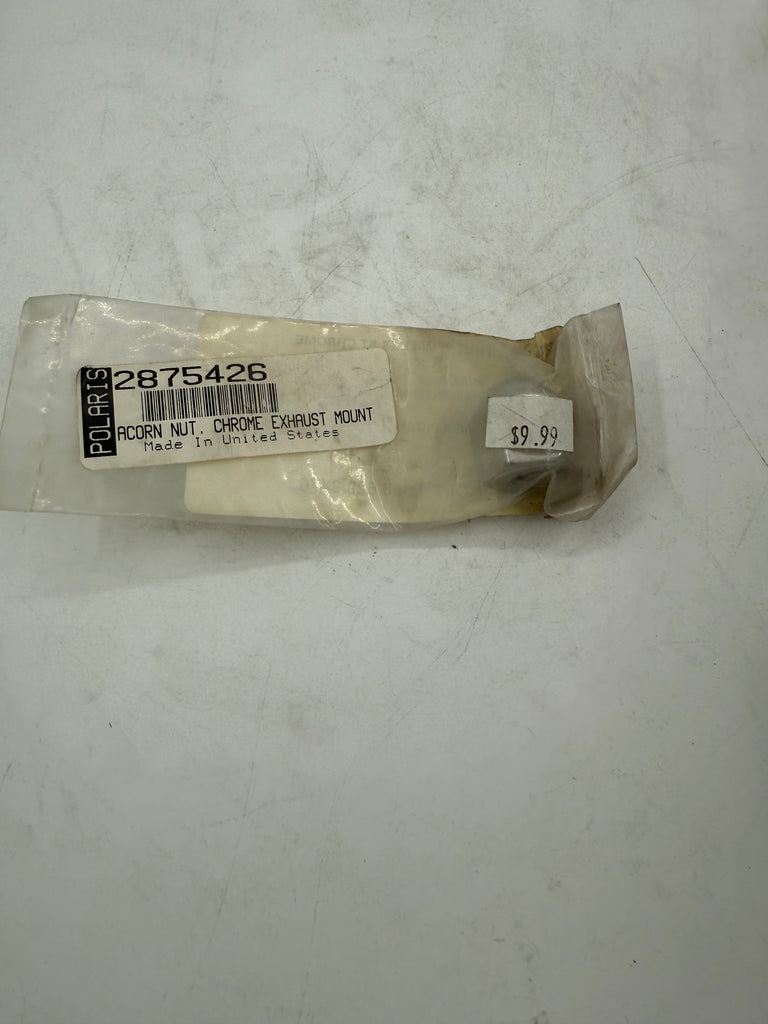 POLARIS
2875426
ACORN NUT, CHROME EXHAUST MOUNT
Made In United States
$9.99